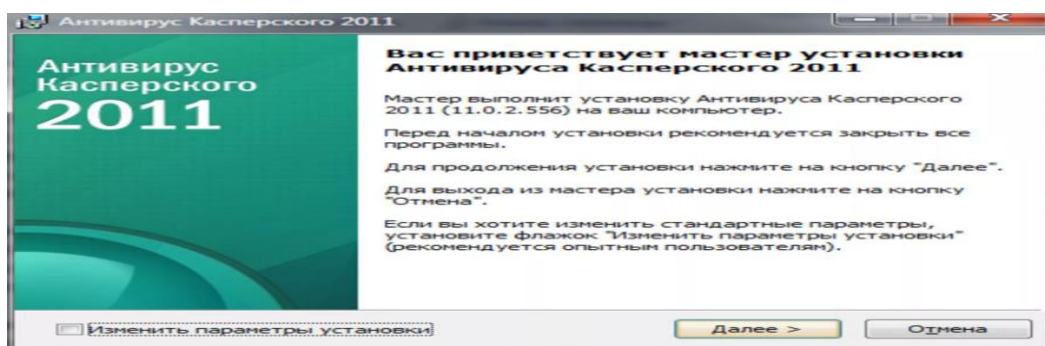 Антивирус Касперского 2011
Антивирус
Касперского
2011
Вас приветствует мастер установки
Антивируса Касперского 2011
Мастер выполнит установку Антивируса Касперского
2011 (11.0.2.556) на ваш компьютер.
Перед началом установки рекомендуется закрыть все
программы.
Для продолжения установки нажмите на кнопку "Далее".
Для выхода из мастера установки нажмите на кнопку
"Отмена".
Если вы хотите изменить стандартные параметры,
установите флажок "Изменить параметры установки"
(рекомендуется опытным пользователям).
Изменить параметры установки
Далее >
Отмена